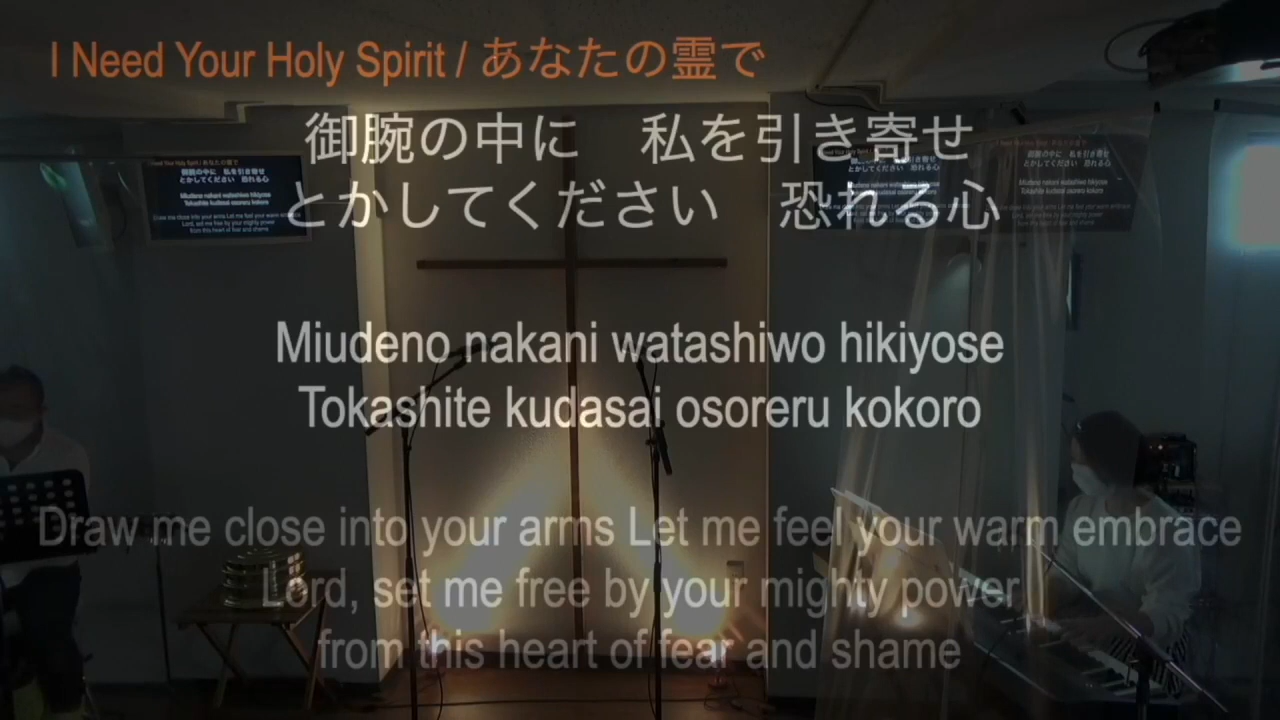 I Need Your Holy Spirit / あなたの霊で
御腕の中に　私を引き寄せ
とかしてください　恐れる心
Miudeno nakani watashiwo hikiyose
Tokashite kudasai osoreru kokoro
Draw me close into your arms Let me feel your warm embrace
Lord, set me free by your mighty power
from this heart of fear and shame